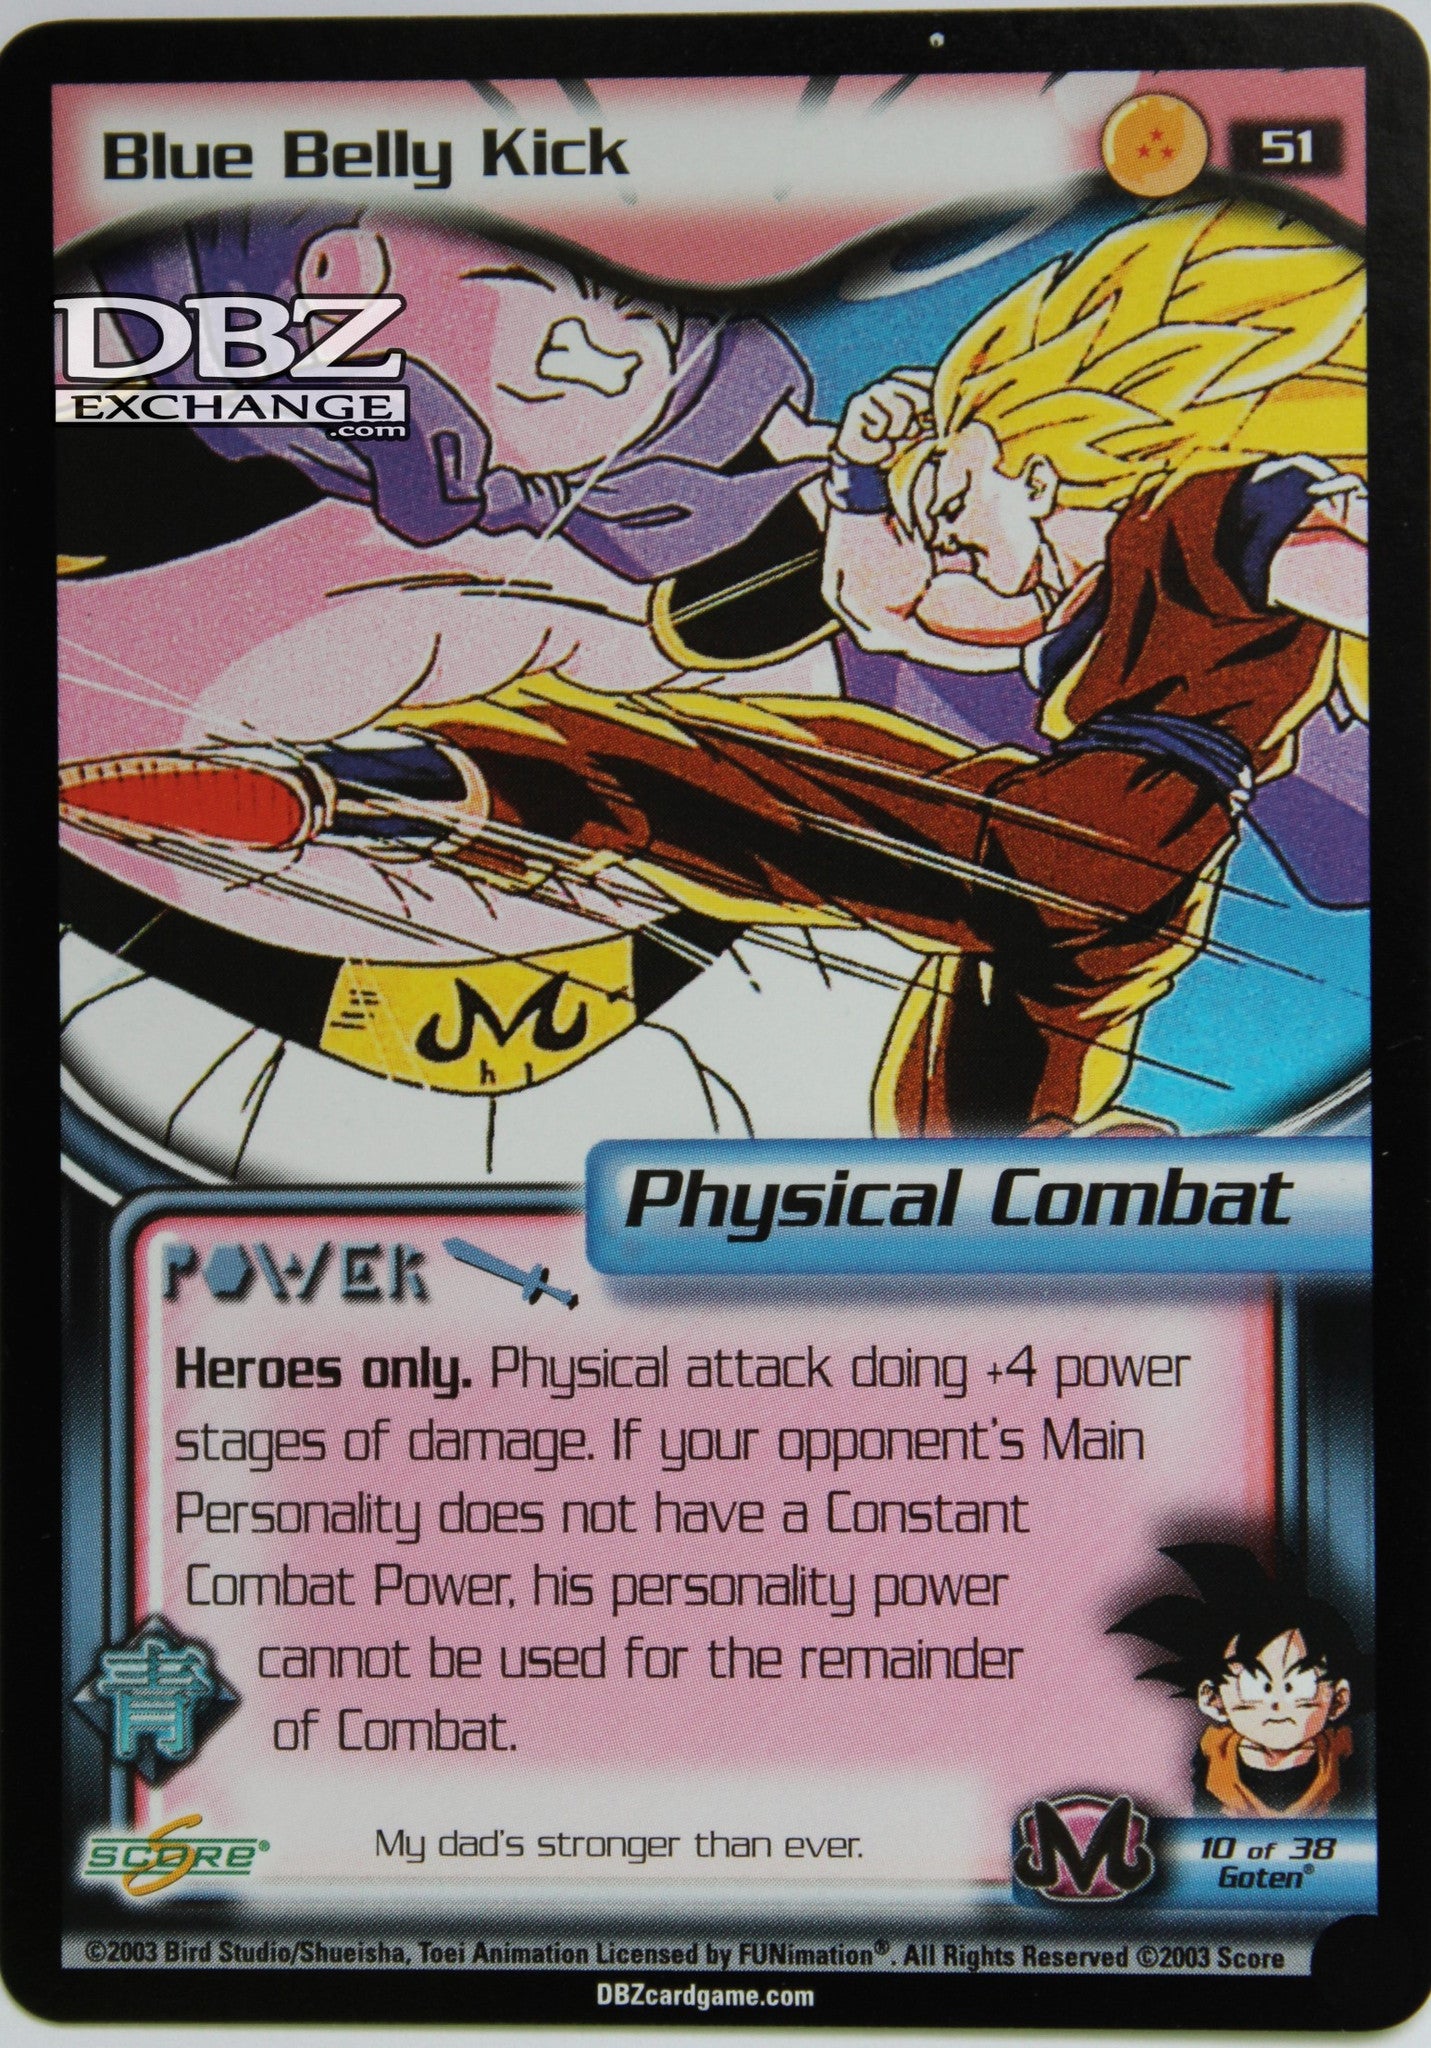 Blue Belly Kick
51
DBZ
EXCHANGE
.com
Physical Combat
POWER
Heroes only. Physical attack doing +4 power
stages of damage. If your opponent's Main
Personality does not have a Constant
Combat Power, his personality power
cannot be used for the remainder
of Combat.
青
SCORE®
My dad's stronger than ever.
10 of 38
Goten®
©2003 Bird Studio/Shueisha, Toei Animation Licensed by FUNimation®. All Rights Reserved ©2003 Score
DBZcardgame.com